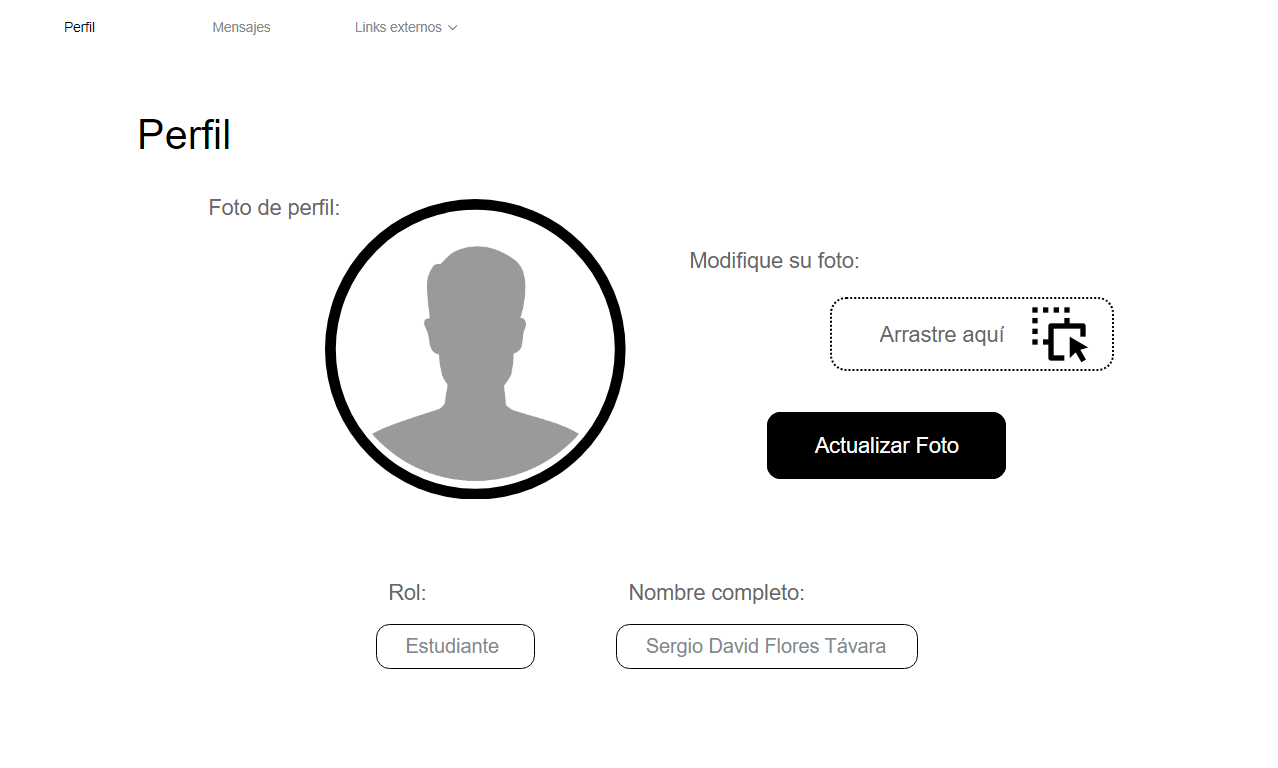 Perfil
Mensajes
Links externos
Perfil
Foto de perfil:
Modifique su foto:
Arrastre aquí
Actualizar Foto
Rol:
Nombre completo:
Estudiante
Sergio David Flores Távara